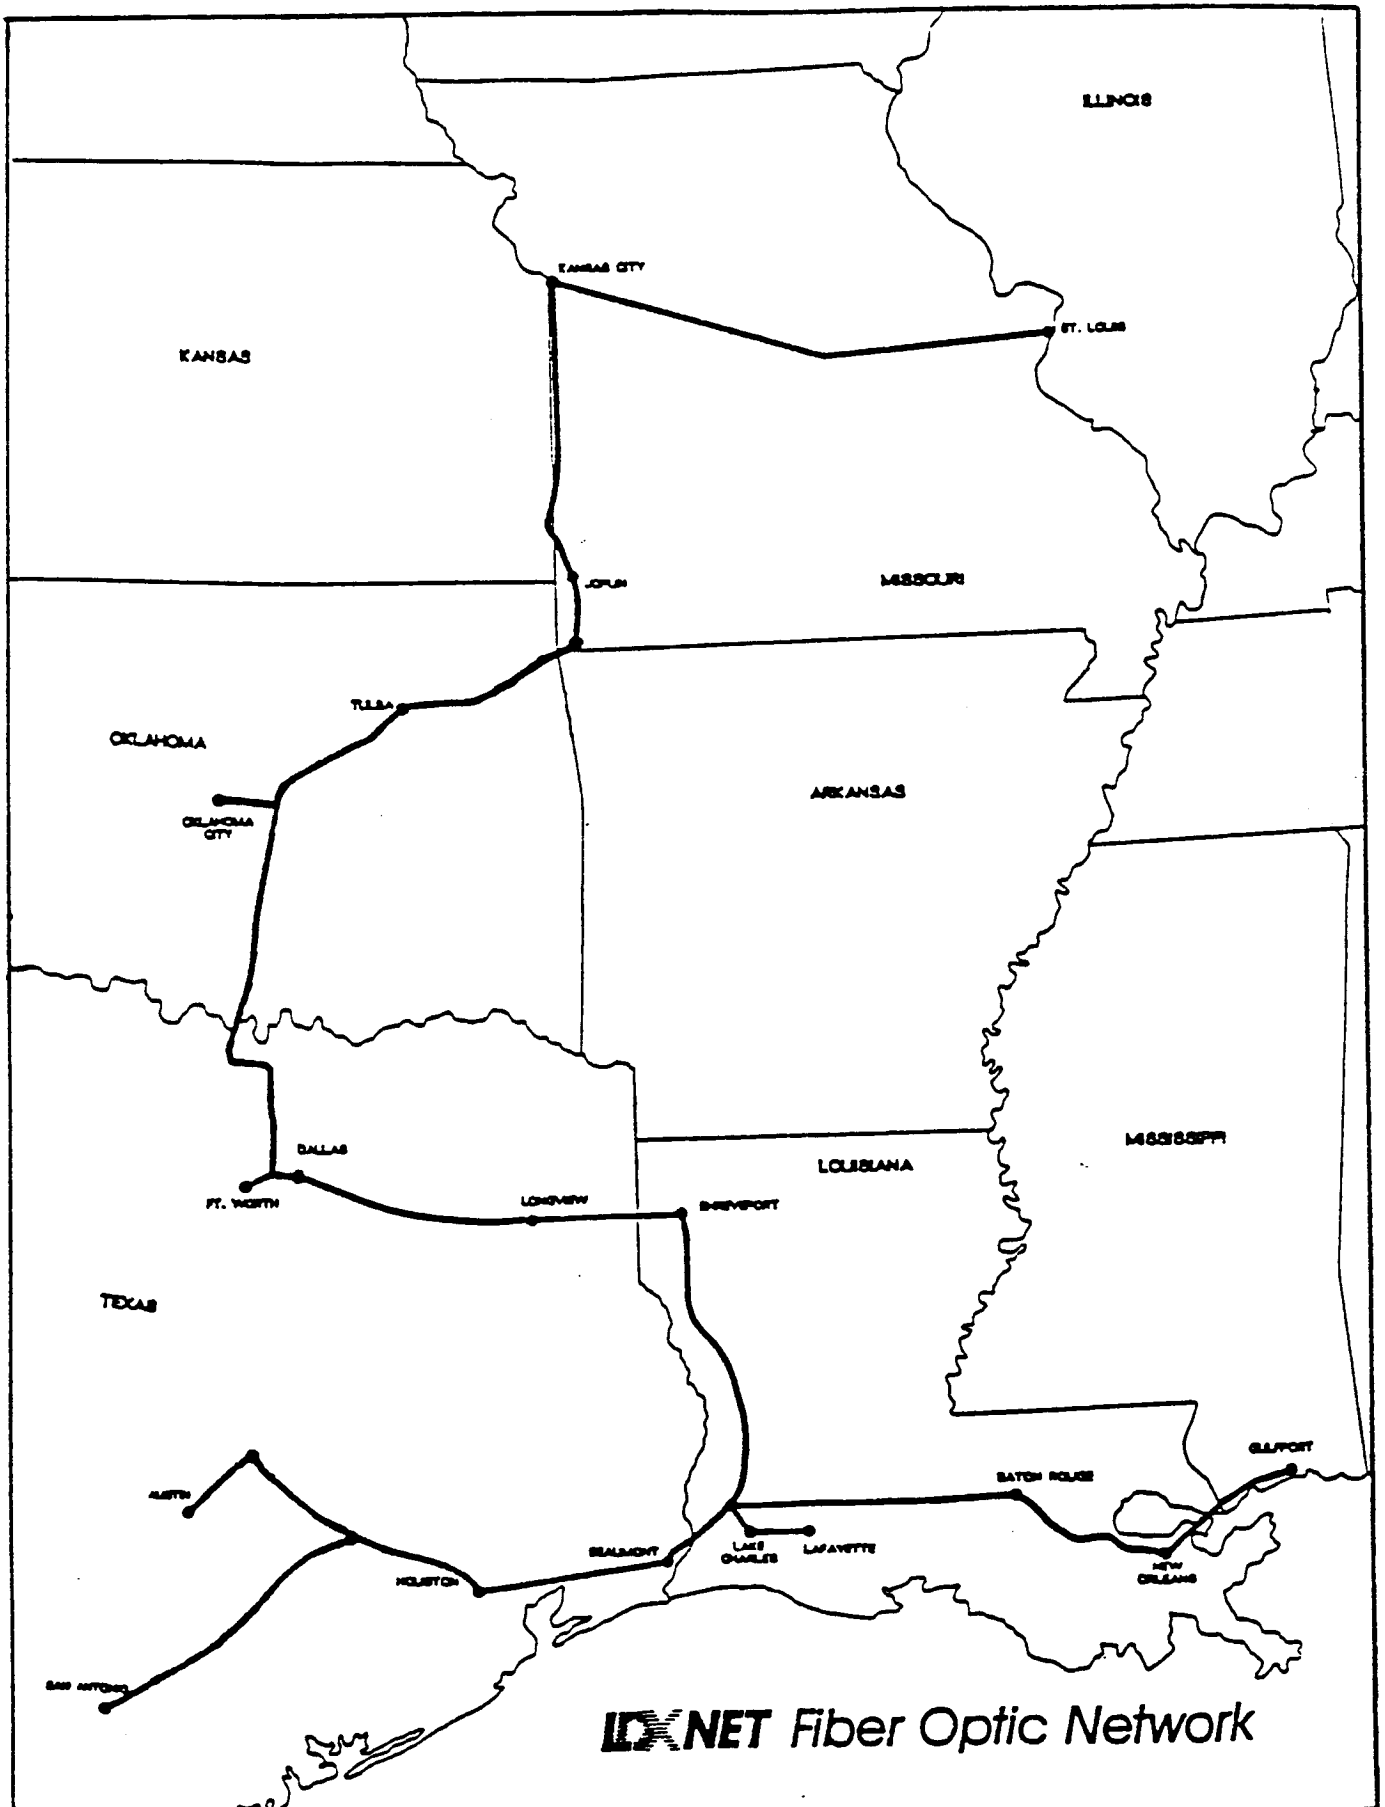 ILLINOIS
KANSAS CITY
ST. LOUIS
KANSAS
JOPLIN
MISSOURI
TULSA
OKLAHOMA
ARKANSAS
OKLAHOMA
CITY
MISSISSIPPI
DALLAS
LOUISIANA
FT. WORTH
LONGVIEW
SHREVEPORT
TEXAS
GULFPORT
BATON ROUGE
AUSTIN
BEAUMONT
LAKE
CHARLES
LAFAYETTE
HOUSTON
NEW
ORLEANS
SAN ANTONIO
LDXNET Fiber Optic Network